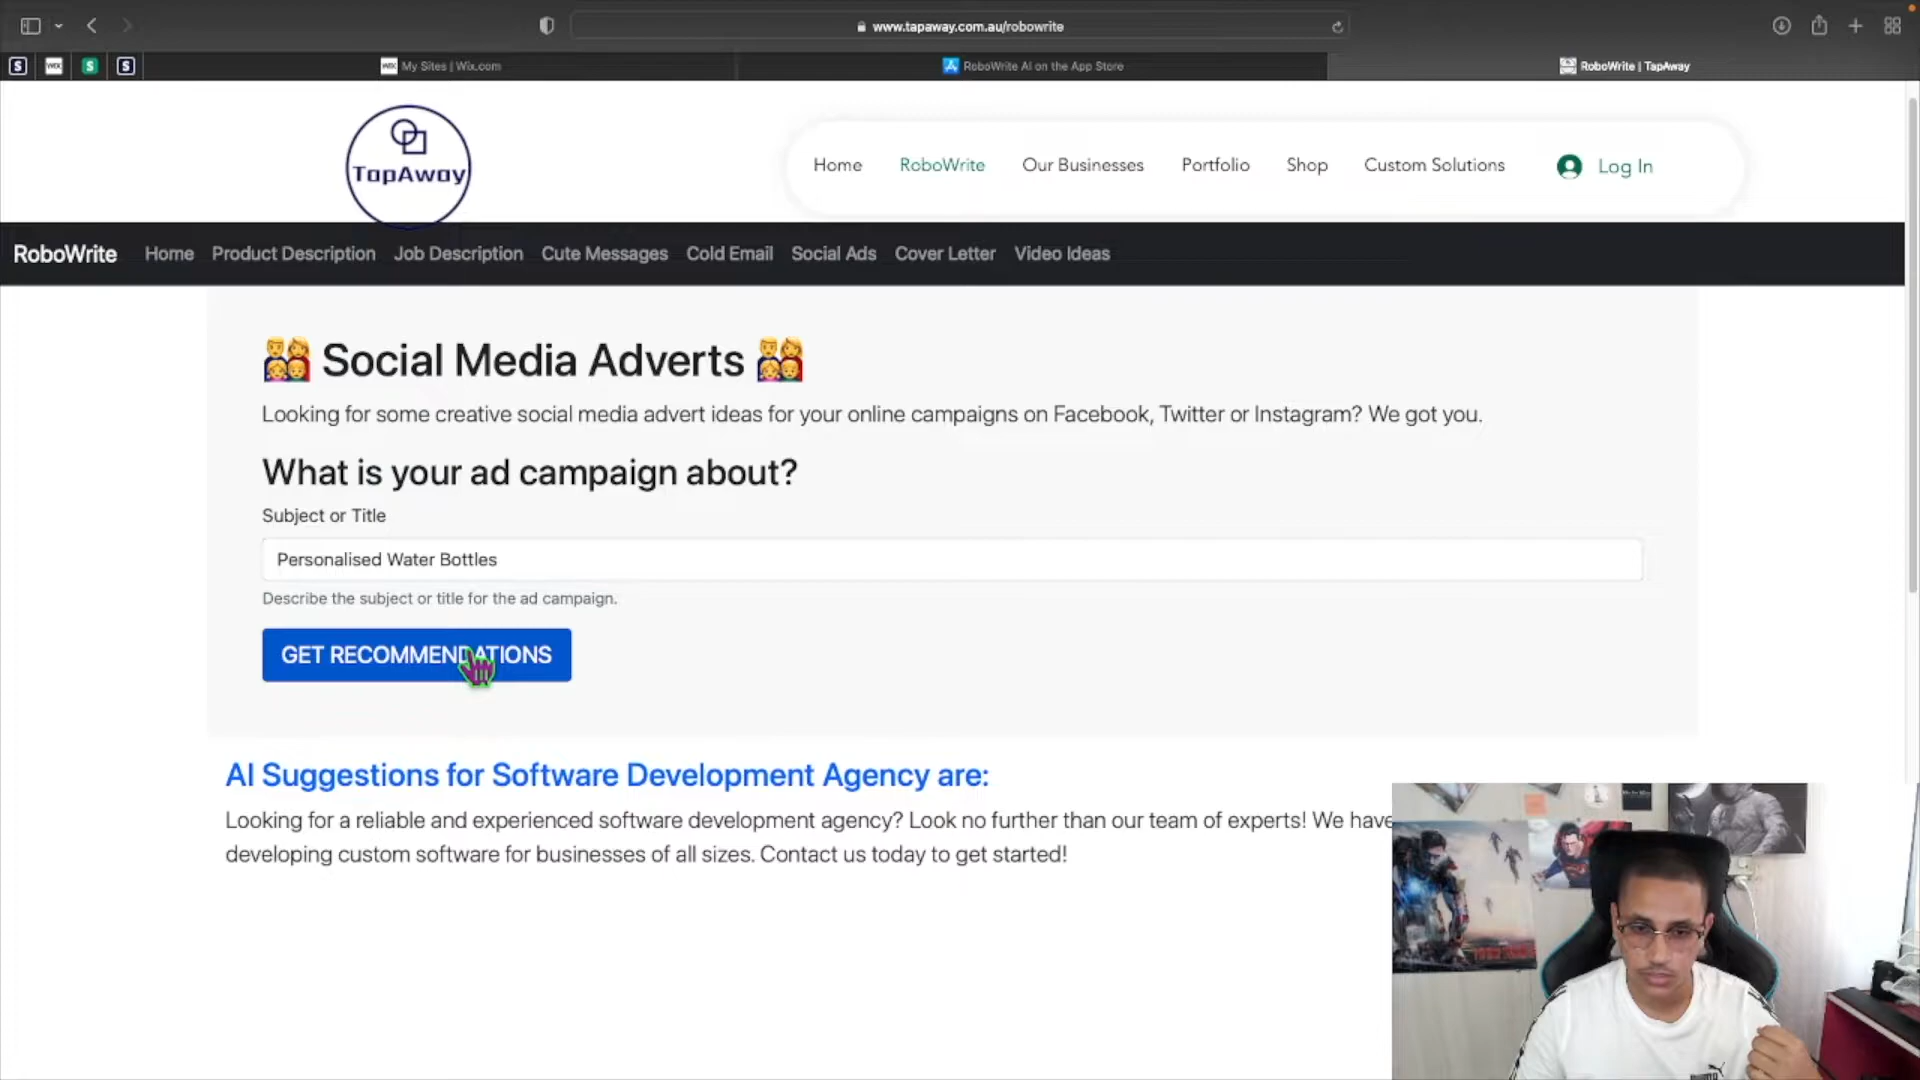 www.tapaway.com.au/robowrite
S
WIX
S
S
WIX My Sites | Wix.com
RoboWrite AI on the App Store
RoboWrite | TapAway
TapAway
Home
RoboWrite
Our Businesses
Portfolio
Shop
Custom Solutions
Log In
RoboWrite
Home
Product Description
Job Description
Cute Messages
Cold Email
Social Ads
Cover Letter
Video Ideas
Social Media Adverts
Looking for some creative social media advert ideas for your online campaigns on Facebook, Twitter or Instagram? We got you.
What is your ad campaign about?
Subject or Title
Personalised Water Bottles
Describe the subject or title for the ad campaign.
GET RECOMMENDATIONS
AI Suggestions for Software Development Agency are:
Looking for a reliable and experienced software development agency? Look no further than our team of experts! We have
developing custom software for businesses of all sizes. Contact us today to get started!